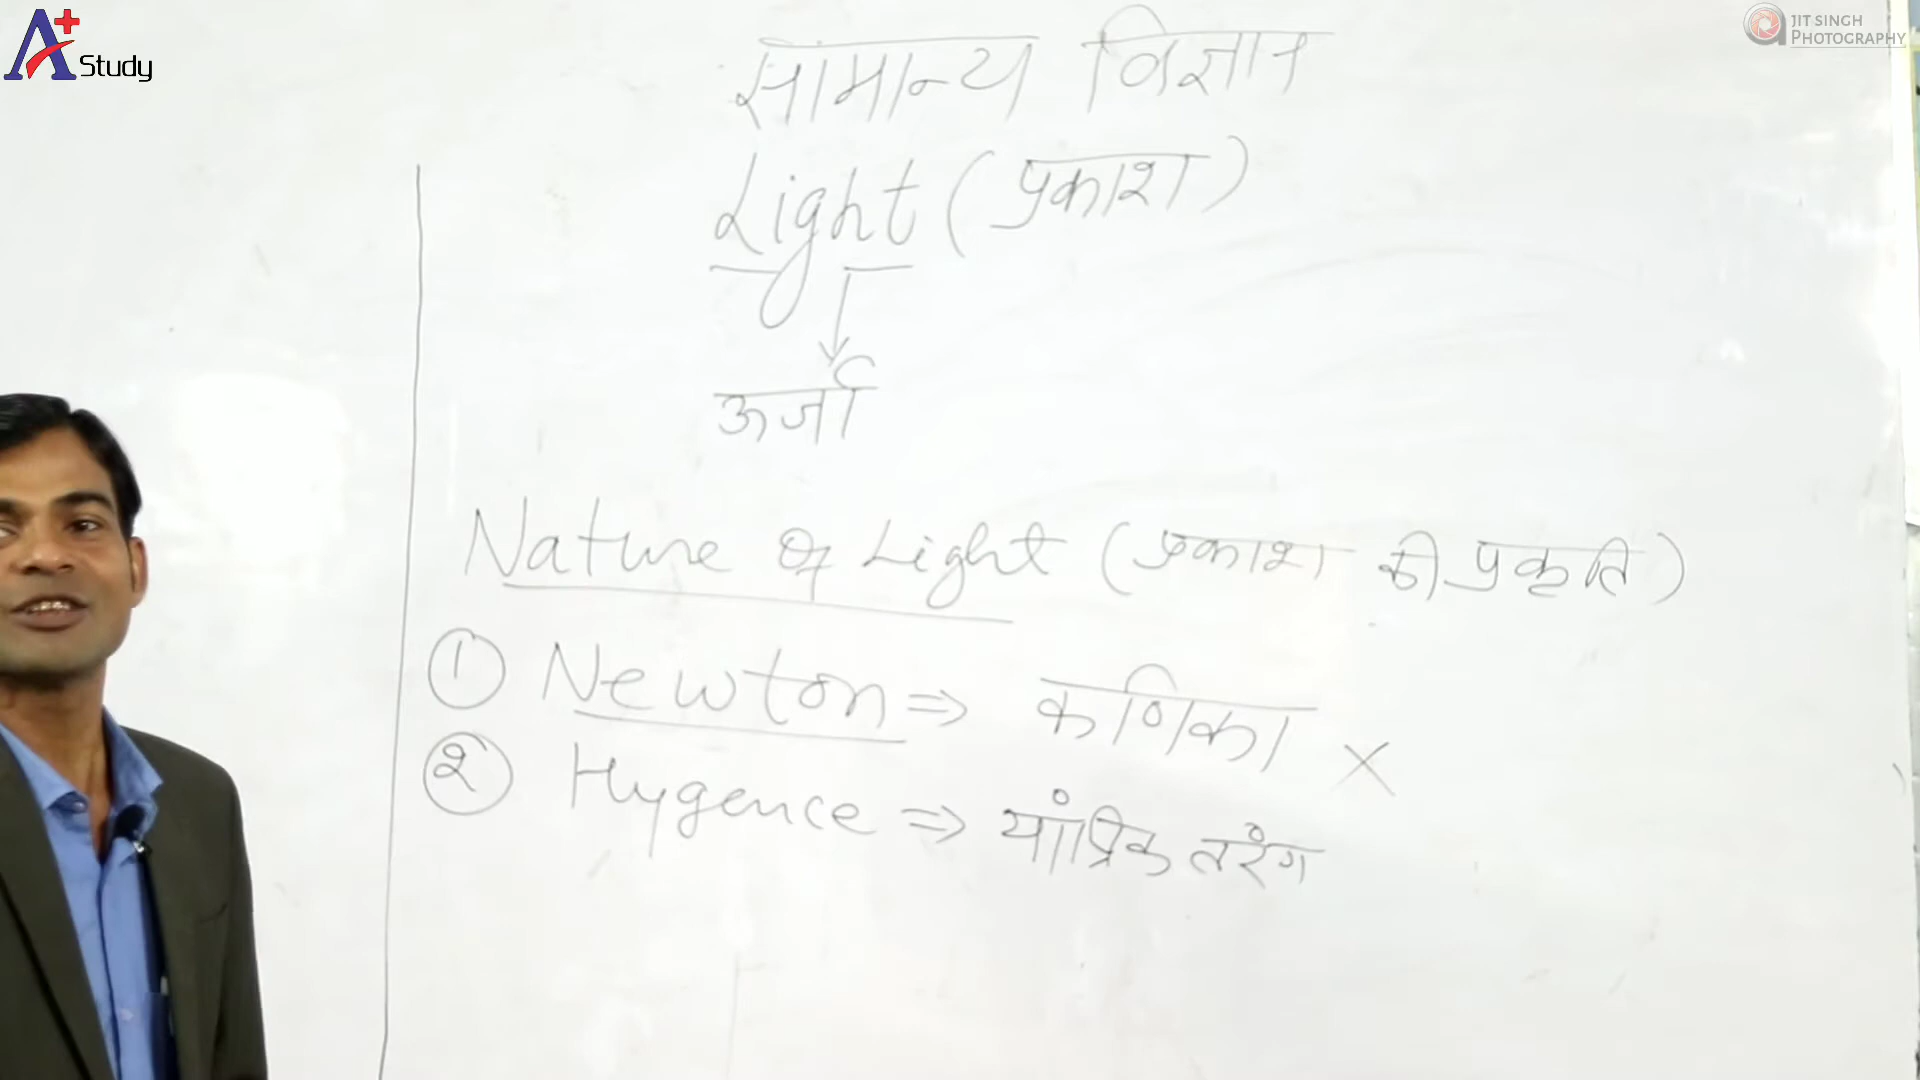 A+ Study
JIT SINGH
PHOTOGRAPHY
सामान्य विज्ञान
Light (प्रकाश)
ऊर्जा
Nature of Light (प्रकाश की प्रकृति)
① Newton ⇒ कणिका ×
② Hygence ⇒ यांत्रिक तरंग